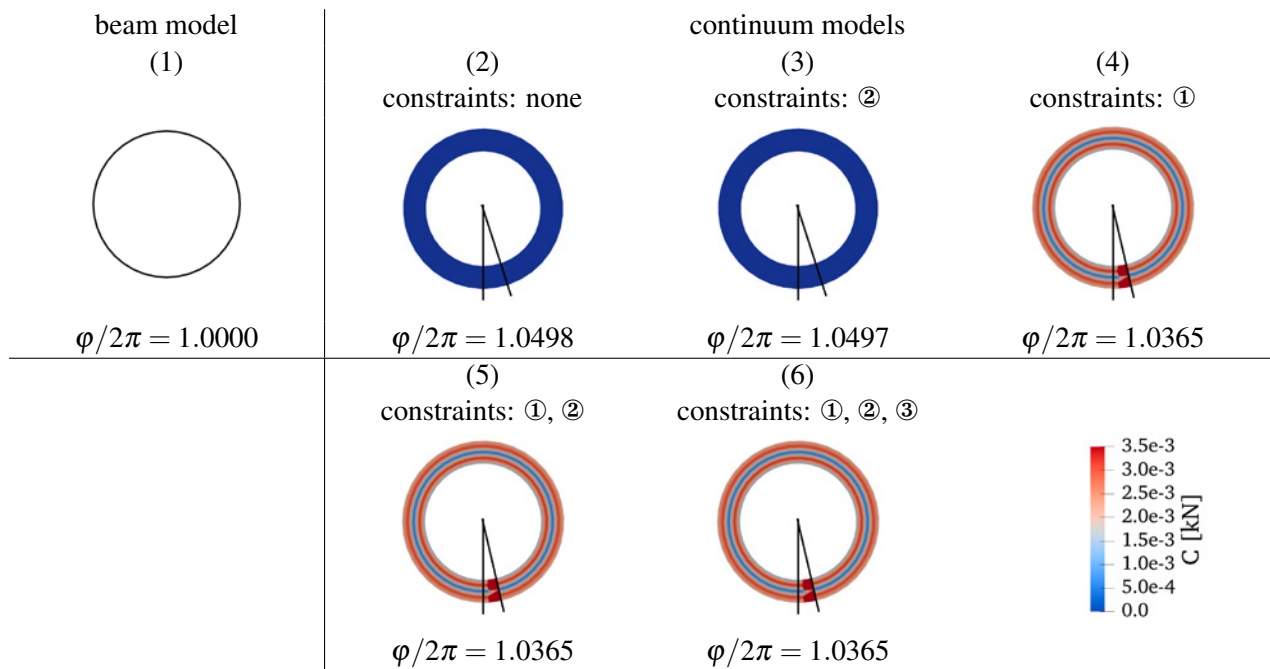 beam model
continuum models
(1)
(2)
(3)
(4)
constraints: none
constraints: ②
constraints: ①
φ/2π = 1.0000
φ/2π = 1.0498
φ/2π = 1.0497
φ/2π = 1.0365
(5)
(6)
constraints: ①, ②
constraints: ①, ②, ③
3.5e-3
3.0e-3
2.5e-3
2.0e-3
1.5e-3
1.0e-3
5.0e-4
0.0
C [kN]
φ/2π = 1.0365
φ/2π = 1.0365